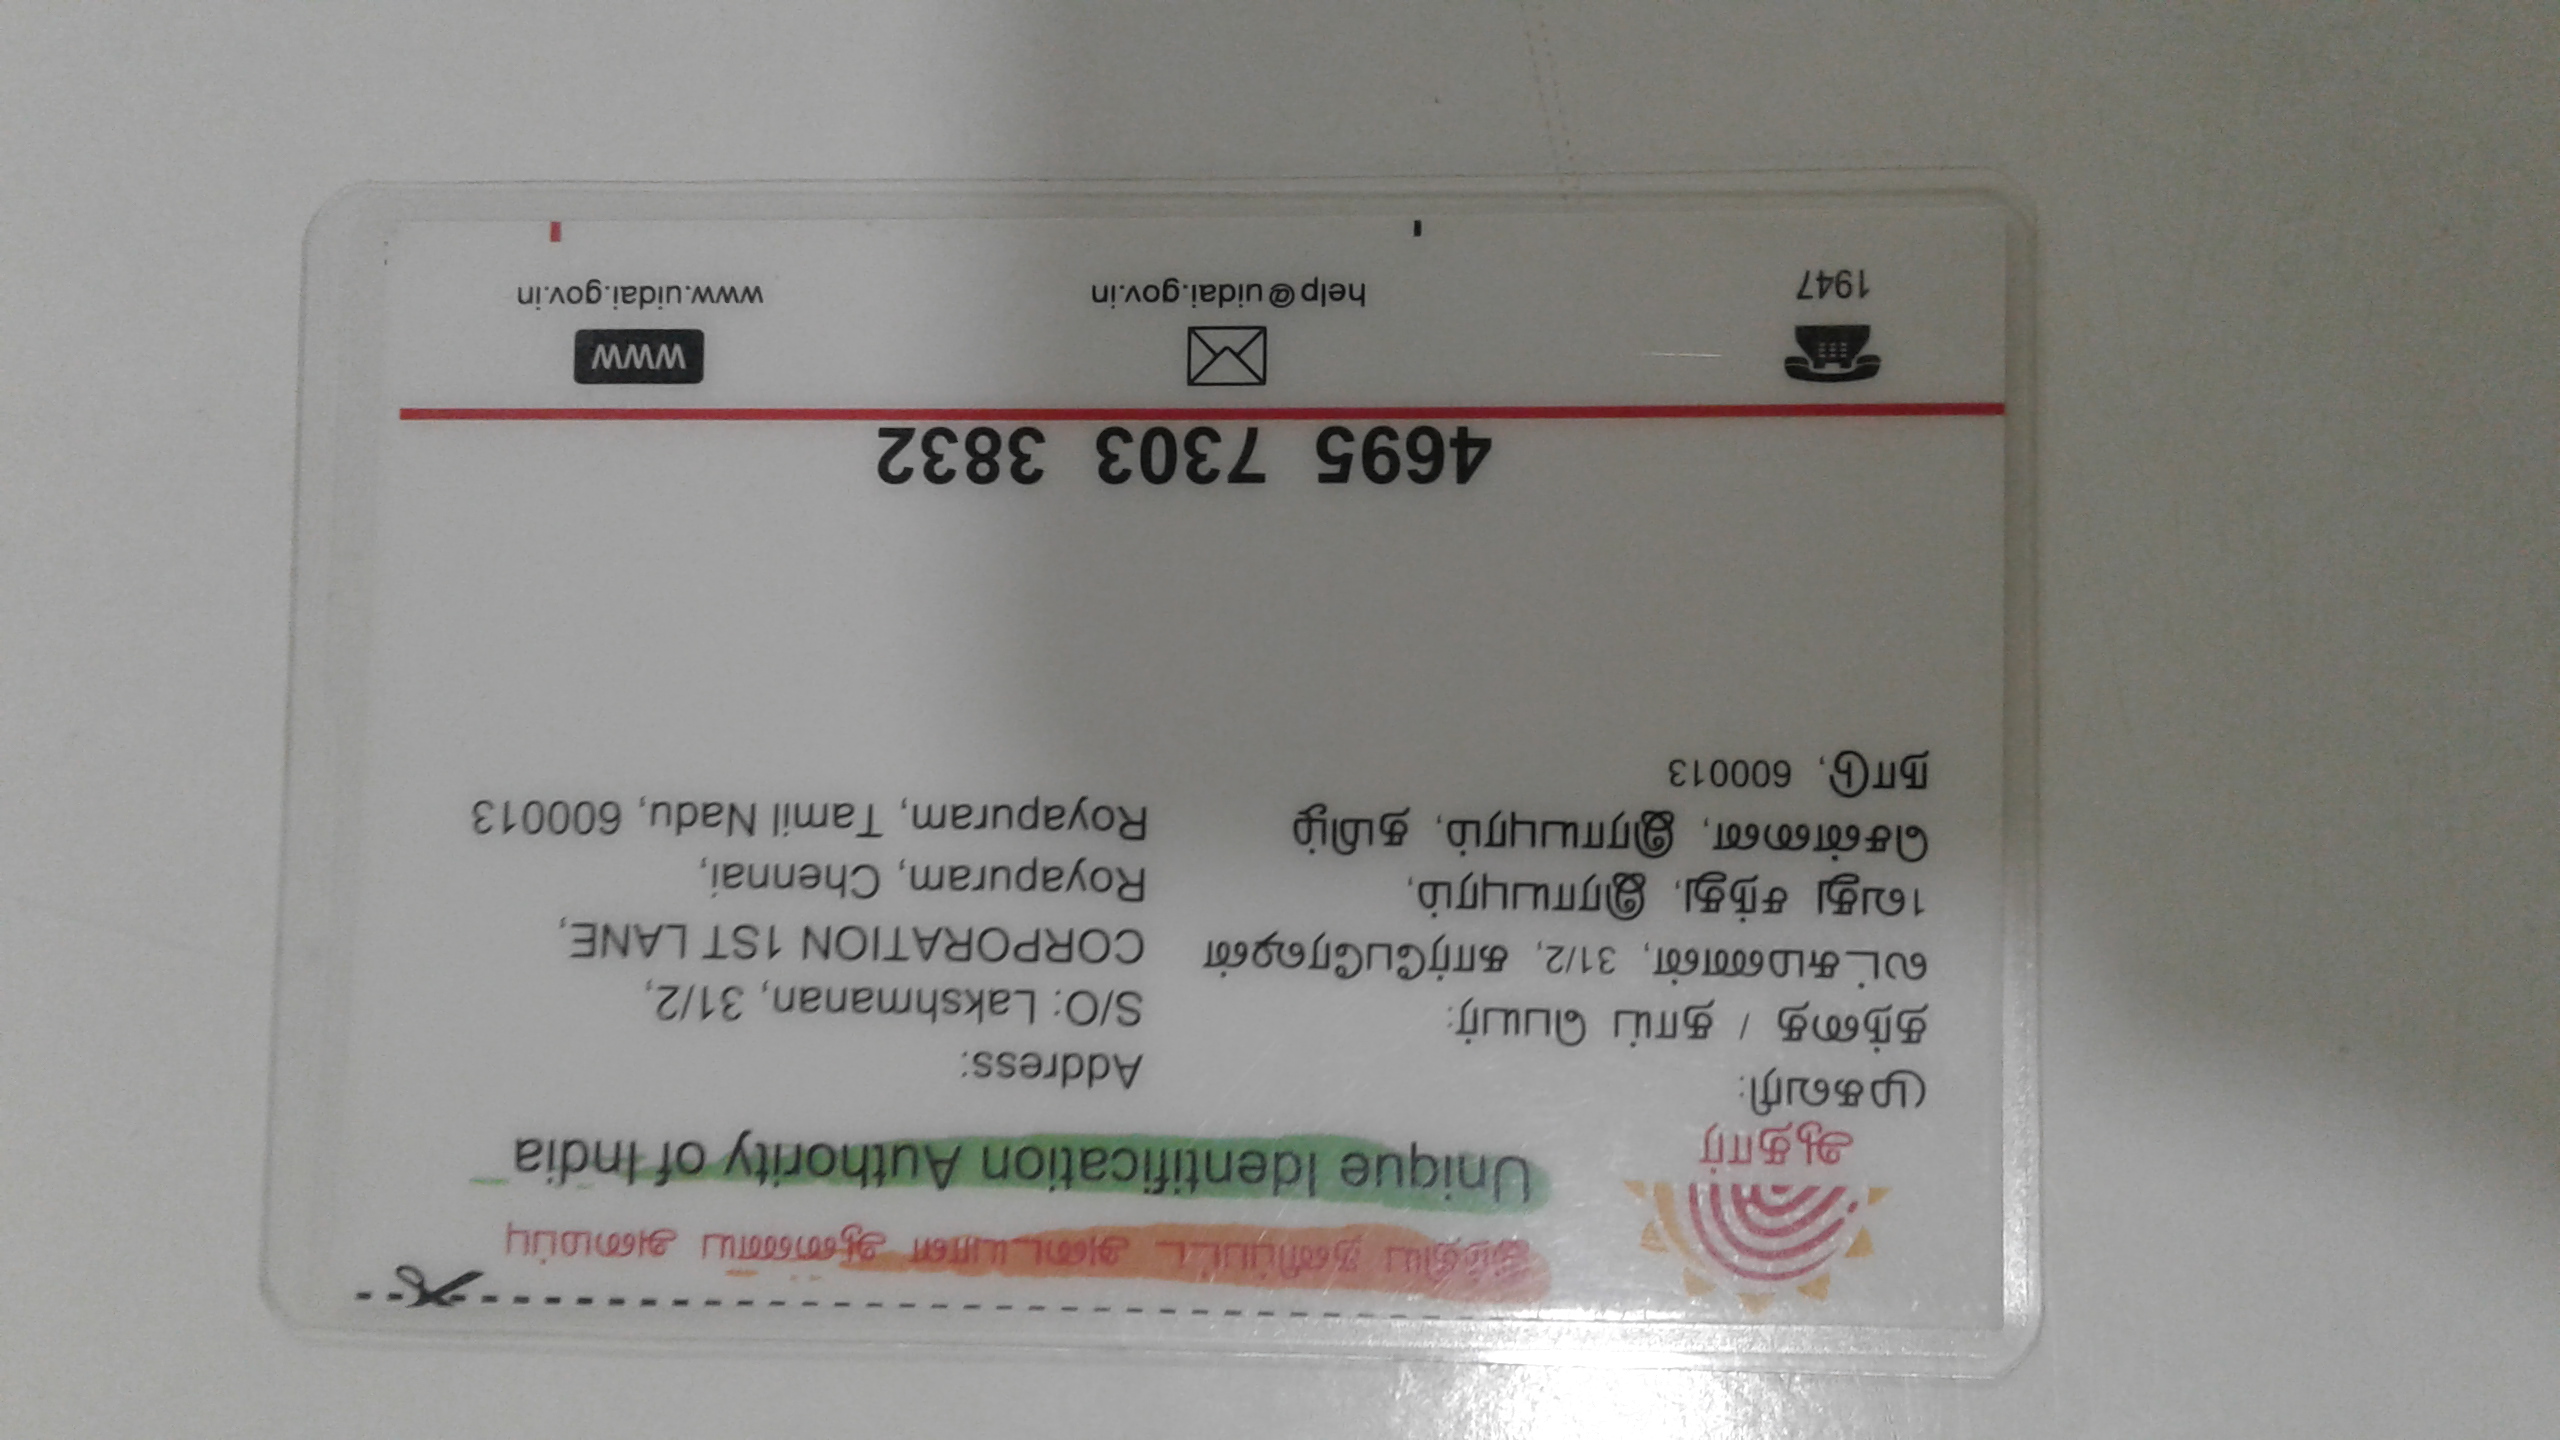 இந்திய தனிப்பட்ட அடையாள ஆணைய அமைப்பு
Unique Identification Authority of India
ஆதார்
முகவரி:
தந்தை / தாய் பெயர்:
லட்சுமணன், 31/2, கார்பேரேஷன்
1வது சந்து, இராயபுரம்,
சென்னை, இராயபுரம், தமிழ்
நாடு, 600013
Address:
S/O: Lakshmanan, 31/2,
CORPORATION 1ST LANE,
Royapuram, Chennai,
Royapuram, Tamil Nadu, 600013
4695 7303 3832
1947
help@uidai.gov.in
WWW
www.uidai.gov.in